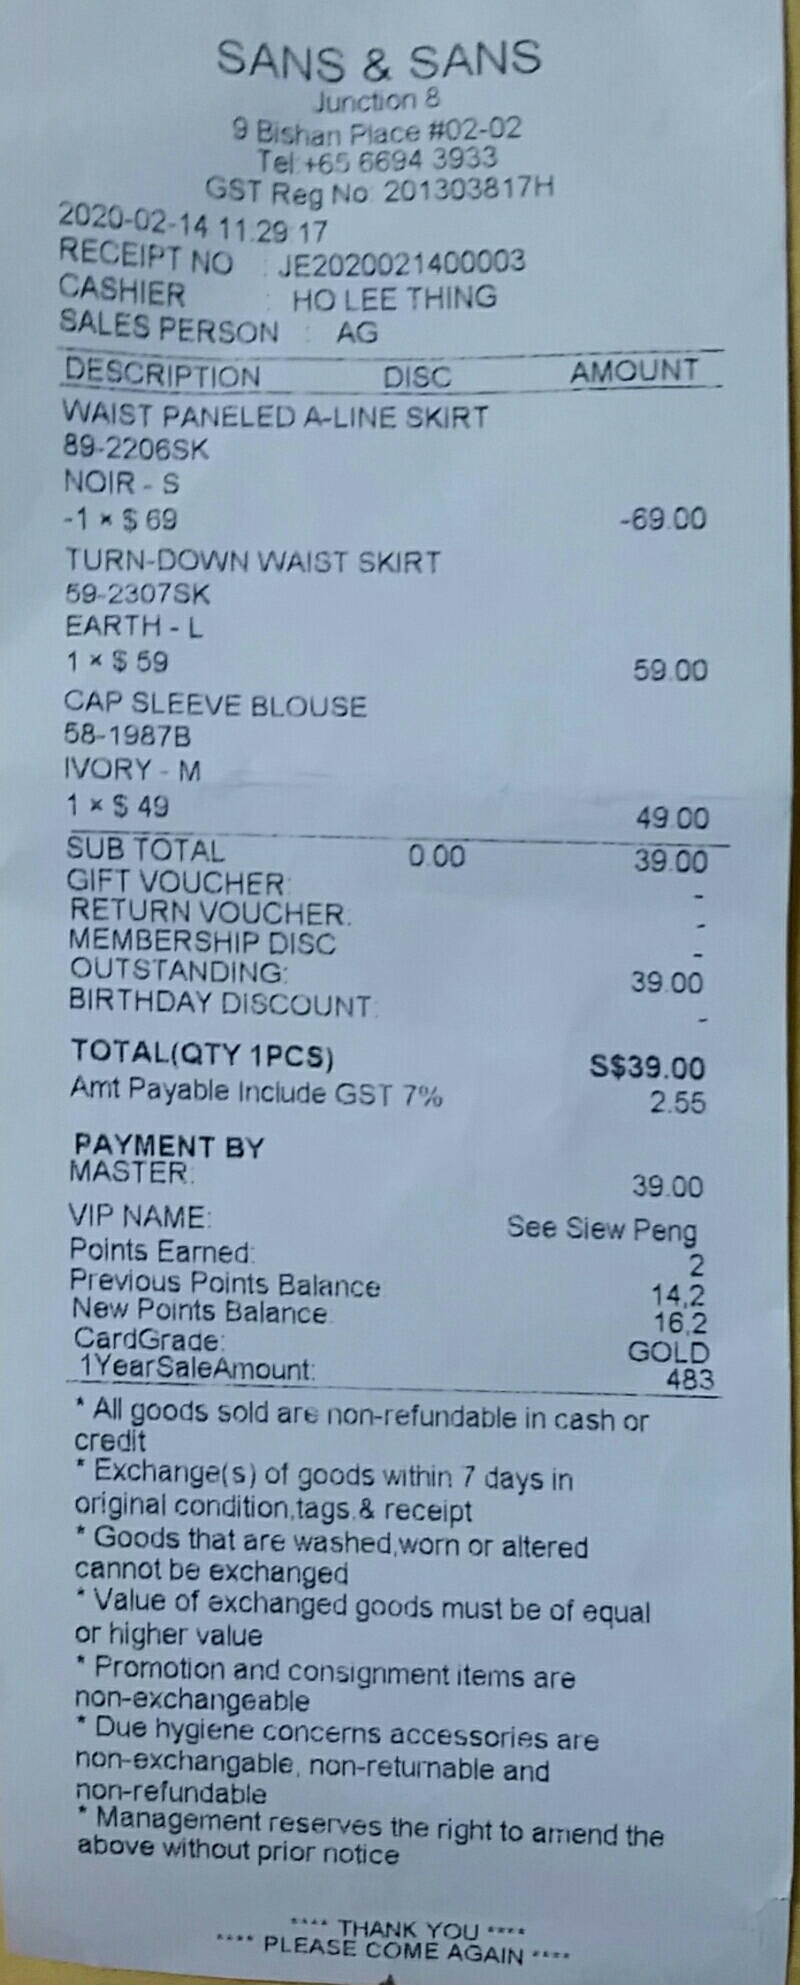 SANS & SANS
Junction 8
9 Bishan Place #02-02
Tel:+65 6694 3933
GST Reg No: 201303817H
2020-02-14 11:29:17
RECEIPT NO : JE2020021400003
CASHIER : HO LEE THING
SALES PERSON : AG
DESCRIPTION DISC AMOUNT
WAIST PANELED A-LINE SKIRT
89-2206SK
NOIR - S
-1 × $ 69 -69.00
TURN-DOWN WAIST SKIRT
59-2307SK
EARTH - L
1 × $ 59 59.00
CAP SLEEVE BLOUSE
58-1987B
IVORY - M
1 × $ 49 49.00
SUB TOTAL 0.00 39.00
GIFT VOUCHER: -
RETURN VOUCHER: -
MEMBERSHIP DISC -
OUTSTANDING: 39.00
BIRTHDAY DISCOUNT: -
TOTAL(QTY 1PCS) S$39.00
Amt Payable Include GST 7% 2.55
PAYMENT BY
MASTER: 39.00
VIP NAME: See Siew Peng
Points Earned: 2
Previous Points Balance 14,2
New Points Balance: 16,2
CardGrade: GOLD
1YearSaleAmount: 483
* All goods sold are non-refundable in cash or
credit
* Exchange(s) of goods within 7 days in
original condition,tags,& receipt
* Goods that are washed,worn or altered
cannot be exchanged
* Value of exchanged goods must be of equal
or higher value
* Promotion and consignment items are
non-exchangeable
* Due hygiene concerns accessories are
non-exchangable, non-returnable and
non-refundable
* Management reserves the right to amend the
above without prior notice
**** THANK YOU ****
**** PLEASE COME AGAIN ****